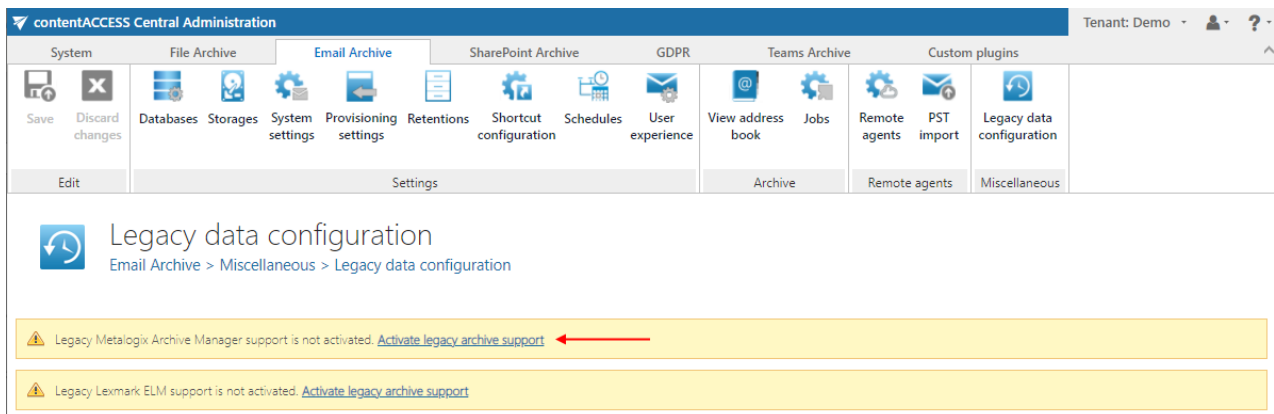 contentACCESS Central Administration
Tenant: Demo
?
System
File Archive
Email Archive
SharePoint Archive
GDPR
Teams Archive
Custom plugins
Save
Discard changes
Databases
Storages
System settings
Provisioning settings
Retentions
Shortcut configuration
Schedules
User experience
View address book
Jobs
Remote agents
PST import
Legacy data configuration
Edit
Settings
Archive
Remote agents
Miscellaneous
Legacy data configuration
Email Archive > Miscellaneous > Legacy data configuration
Legacy Metalogix Archive Manager support is not activated. Activate legacy archive support
Legacy Lexmark ELM support is not activated. Activate legacy archive support